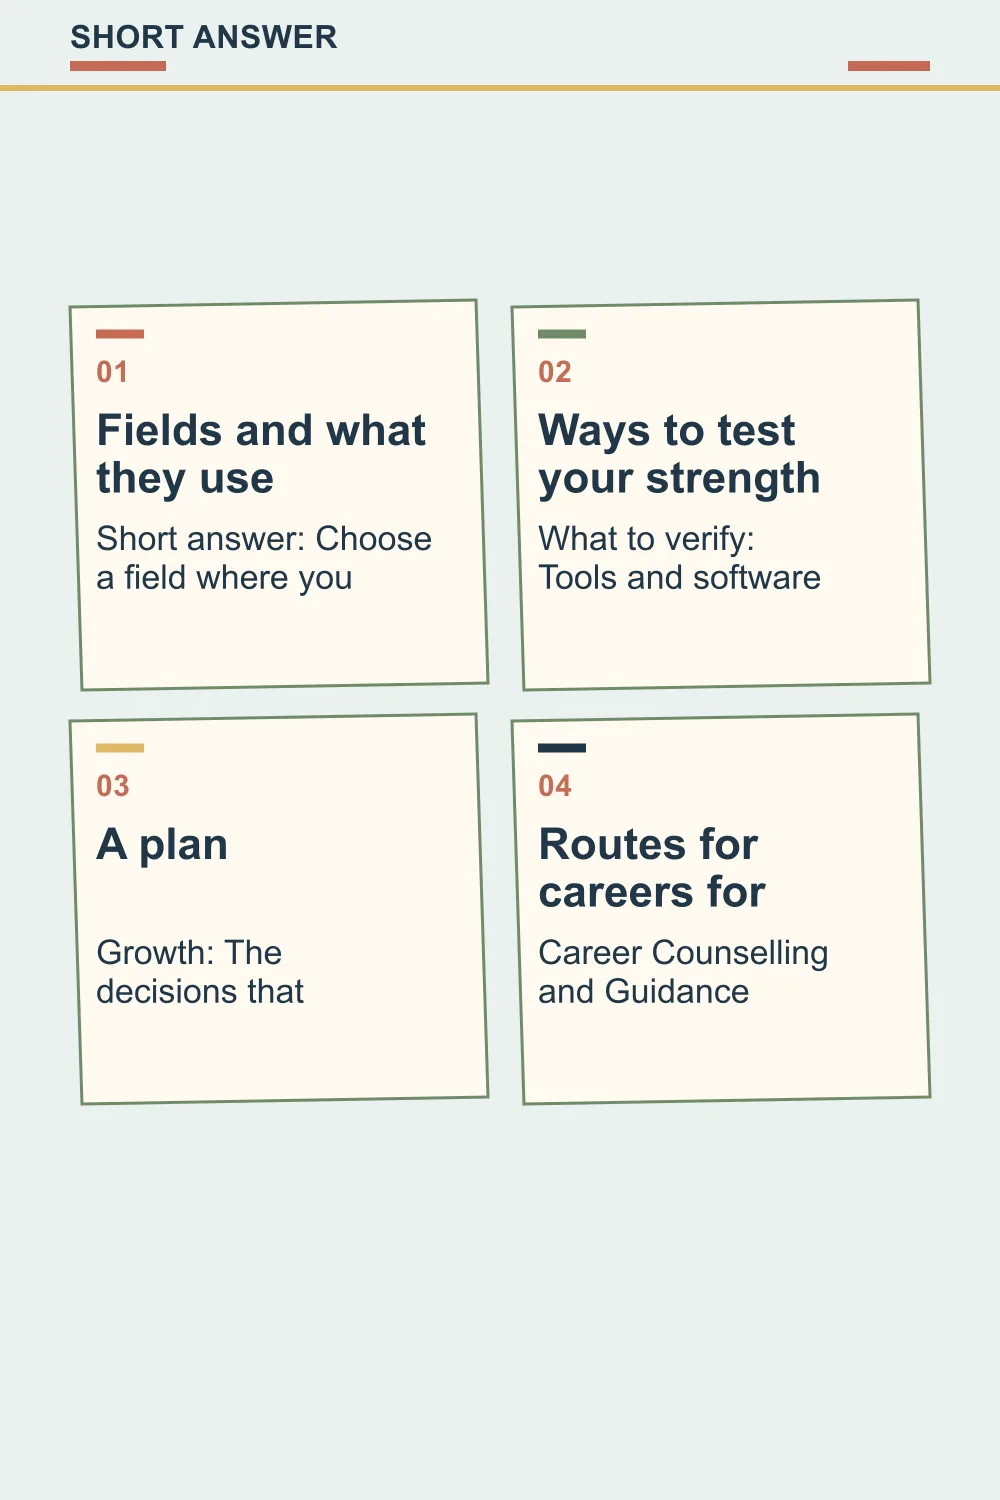 SHORT ANSWER
01
Fields and what
they use
Short answer: Choose
a field where you
02
Ways to test
your strength
What to verify:
Tools and software
03
A plan
Growth: The
decisions that
04
Routes for
careers for
Career Counselling
and Guidance